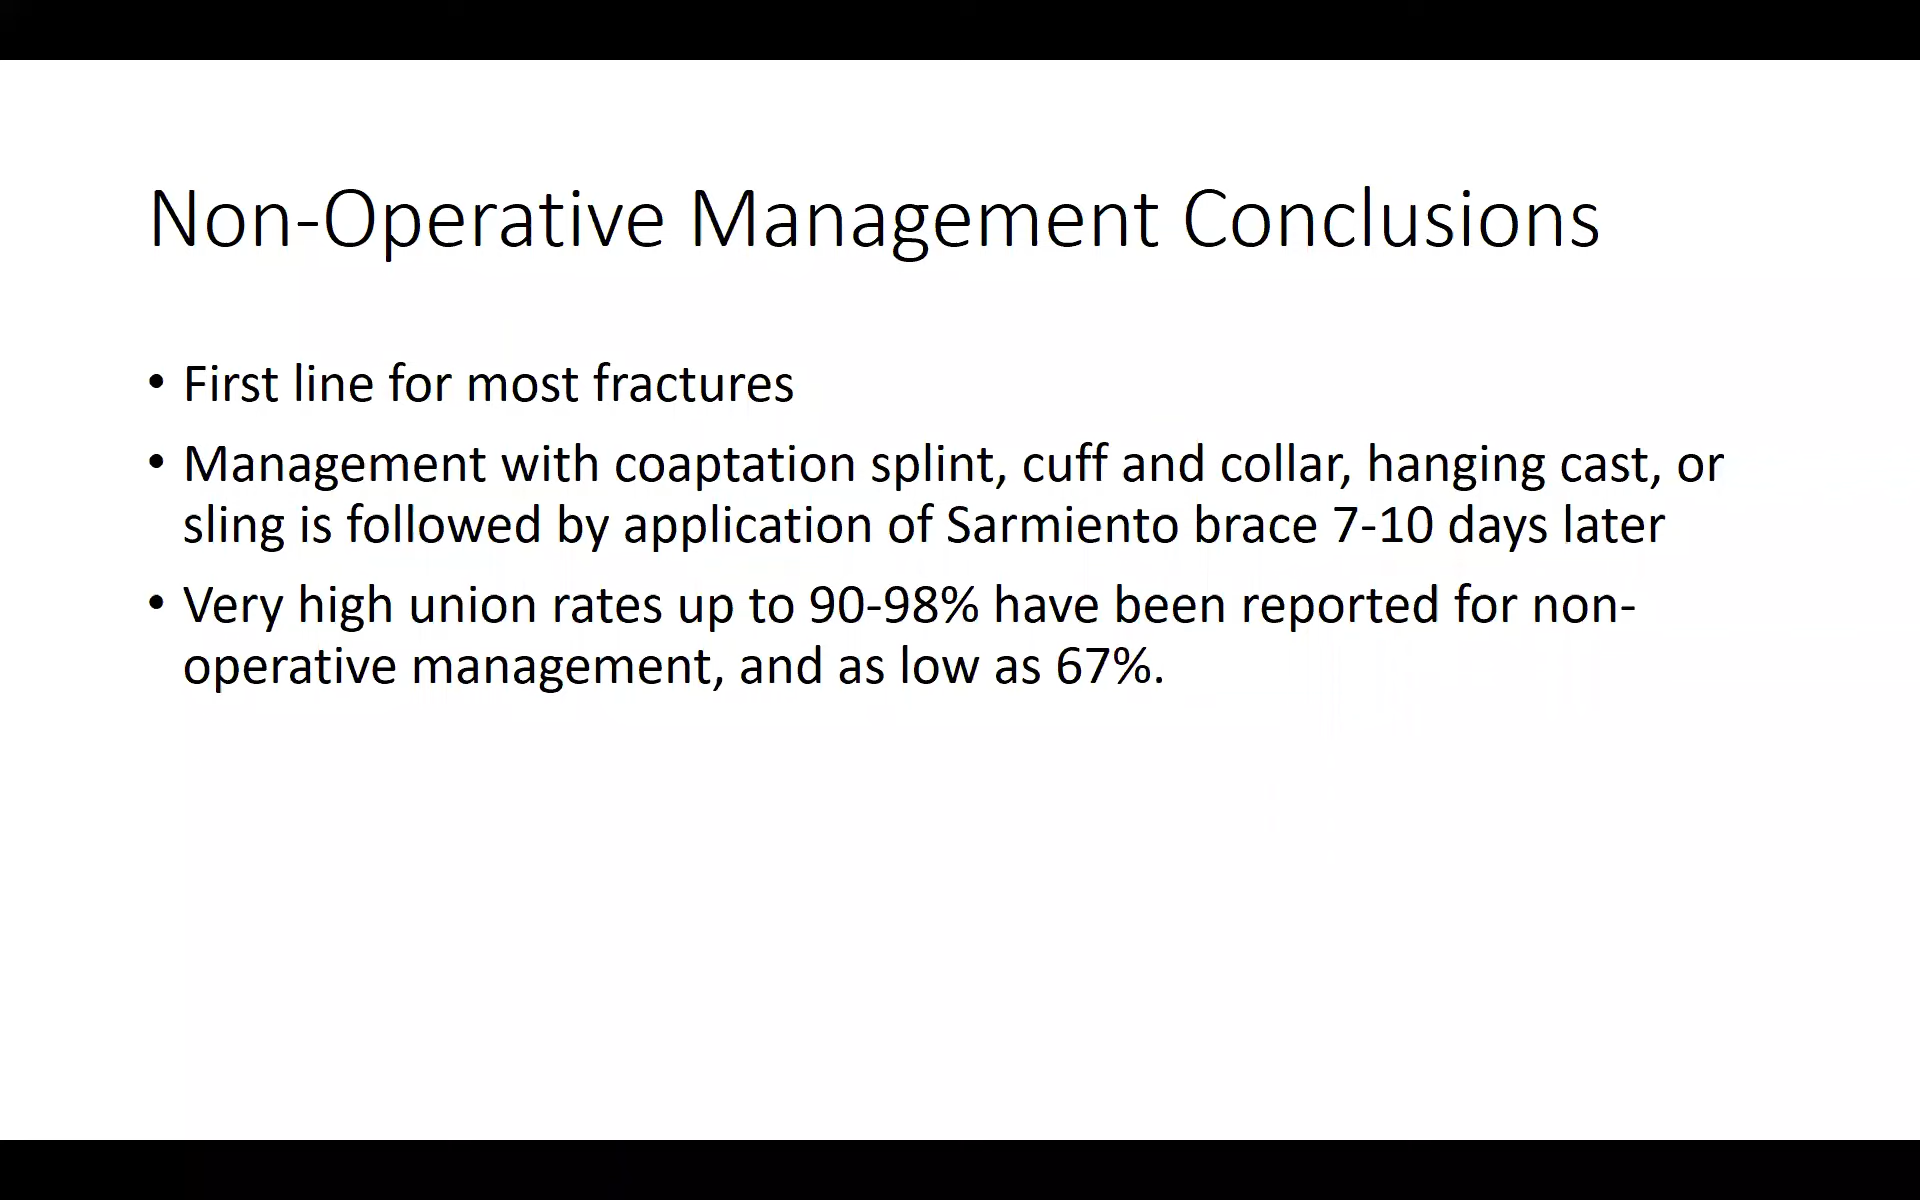 Non-Operative Management Conclusions
• First line for most fractures
• Management with coaptation splint, cuff and collar, hanging cast, or
sling is followed by application of Sarmiento brace 7-10 days later
• Very high union rates up to 90-98% have been reported for non-
operative management, and as low as 67%.